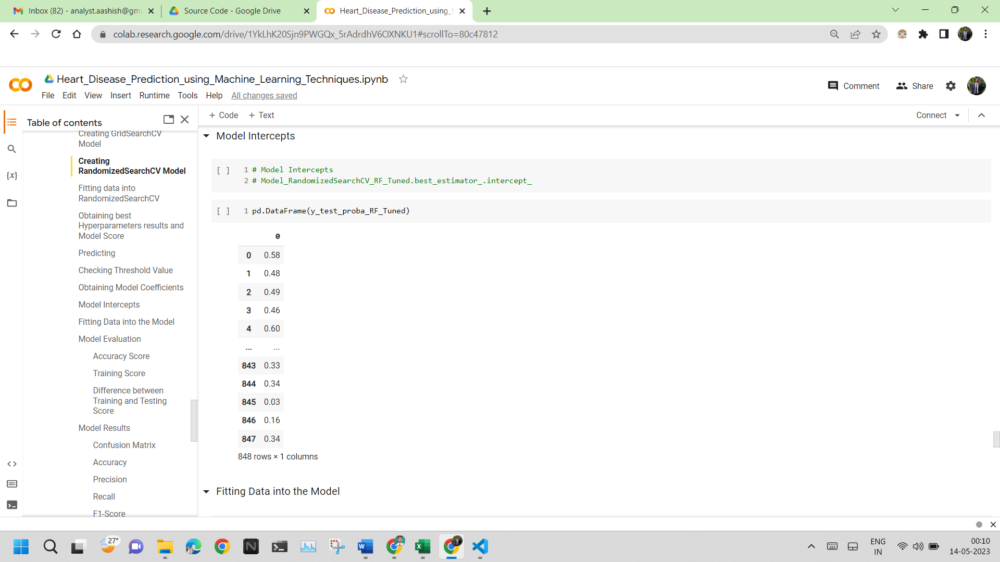 Inbox (82) - analyst.aashish@gm
Source Code - Google Drive
Heart_Disease_Prediction_using_
colab.research.google.com/drive/1YkLhK20Sjn9PWGQx_5rAdrdhV6OXNKU1#scrollTo=80c47812
Heart_Disease_Prediction_using_Machine_Learning_Techniques.ipynb
File Edit View Insert Runtime Tools Help All changes saved
Comment Share
Table of contents
Creating GridSearchCV
Model
Creating
RandomizedSearchCV Model
Fitting data into
RandomizedSearchCV
Obtaining best
Hyperparameters results and
Model Score
Predicting
Checking Threshold Value
Obtaining Model Coefficients
Model Intercepts
Fitting Data into the Model
Model Evaluation
Accuracy Score
Training Score
Difference between
Training and Testing
Score
Model Results
Confusion Matrix
Accuracy
Precision
Recall
F1-Score
+ Code + Text
Connect
Model Intercepts
[ ] 1 # Model Intercepts
2 # Model_RandomizedSearchCV_RF_Tuned.best_estimator_.intercept_
[ ] 1 pd.DataFrame(y_test_proba_RF_Tuned)
0
0 0.58
1 0.48
2 0.49
3 0.46
4 0.60
... ...
843 0.33
844 0.34
845 0.03
846 0.16
847 0.34
848 rows × 1 columns
Fitting Data into the Model
27°
ENG
IN
00:10
14-05-2023